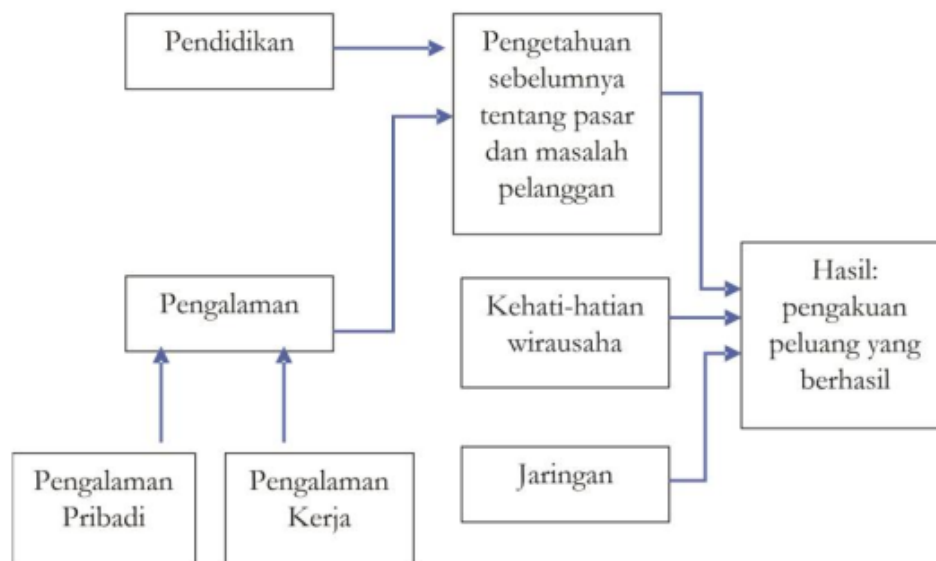 Pendidikan
Pengetahuan
sebelumnya
tentang pasar
dan masalah
pelanggan
Pengalaman
Kehati-hatian
wirausaha
Hasil:
pengakuan
peluang yang
berhasil
Pengalaman
Pribadi
Pengalaman
Kerja
Jaringan